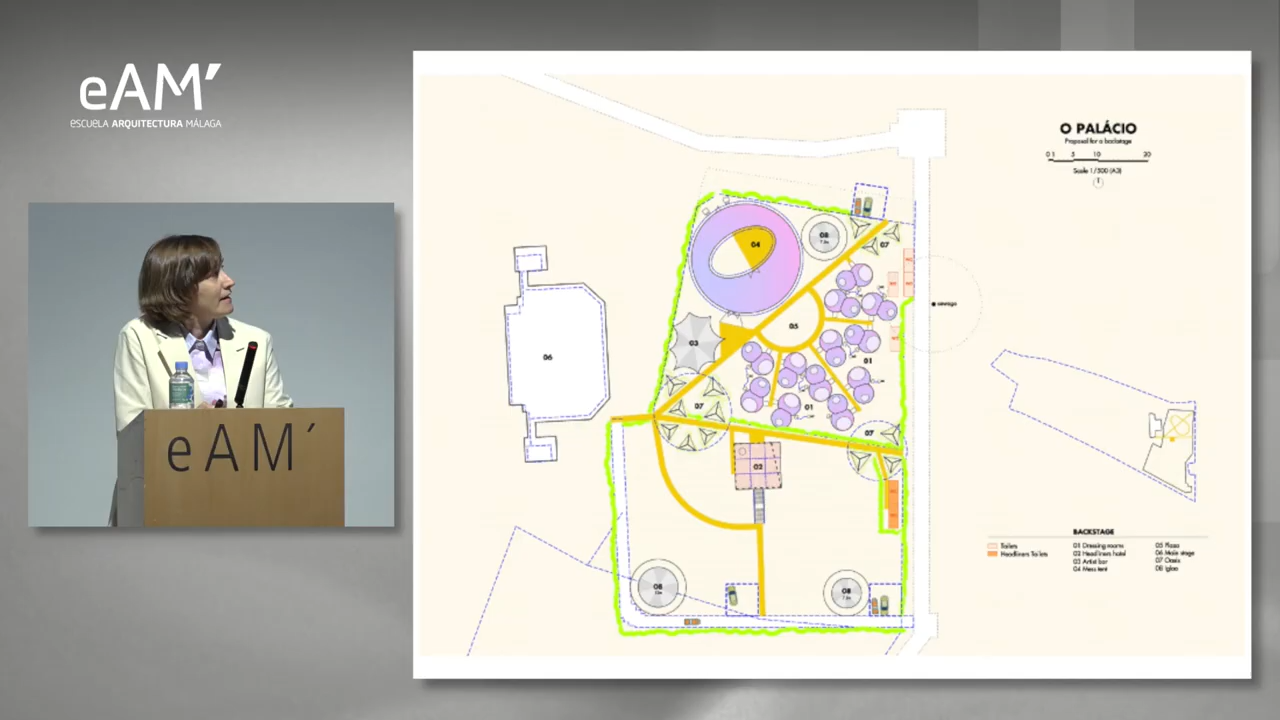 eAM'
ESCUELA ARQUITECTURA MÁLAGA
eAM'
O PALÁCIO
Proposal for a backstage
0 1 5 10 20
Scale 1/500 (A3)
04
08
07
03
05
01
06
07
01
07
02
08
08
BACKSTAGE
Toilets
Headliners Toilets
01 Dressing rooms
02 Headliners hotel
03 Artist bar
04 Mess tent
05 Plaza
06 Main stage
07 Oasis
08 Igloo